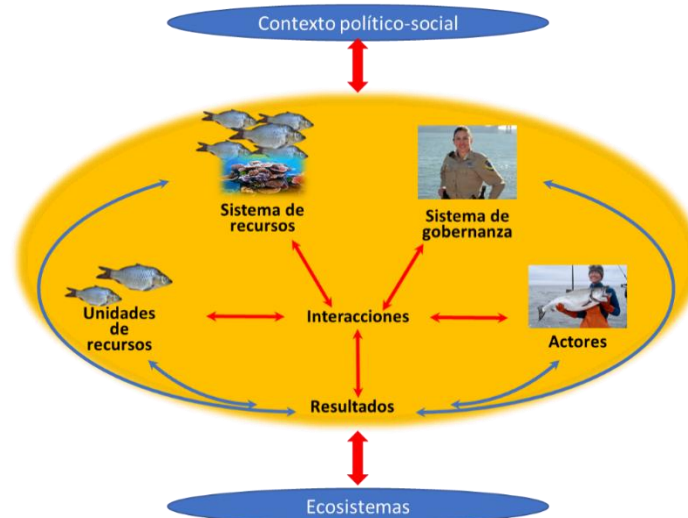 Contexto político-social
Sistema de
recursos
Sistema de
gobernanza
Unidades
de
recursos
Interacciones
Actores
Resultados
Ecosistemas